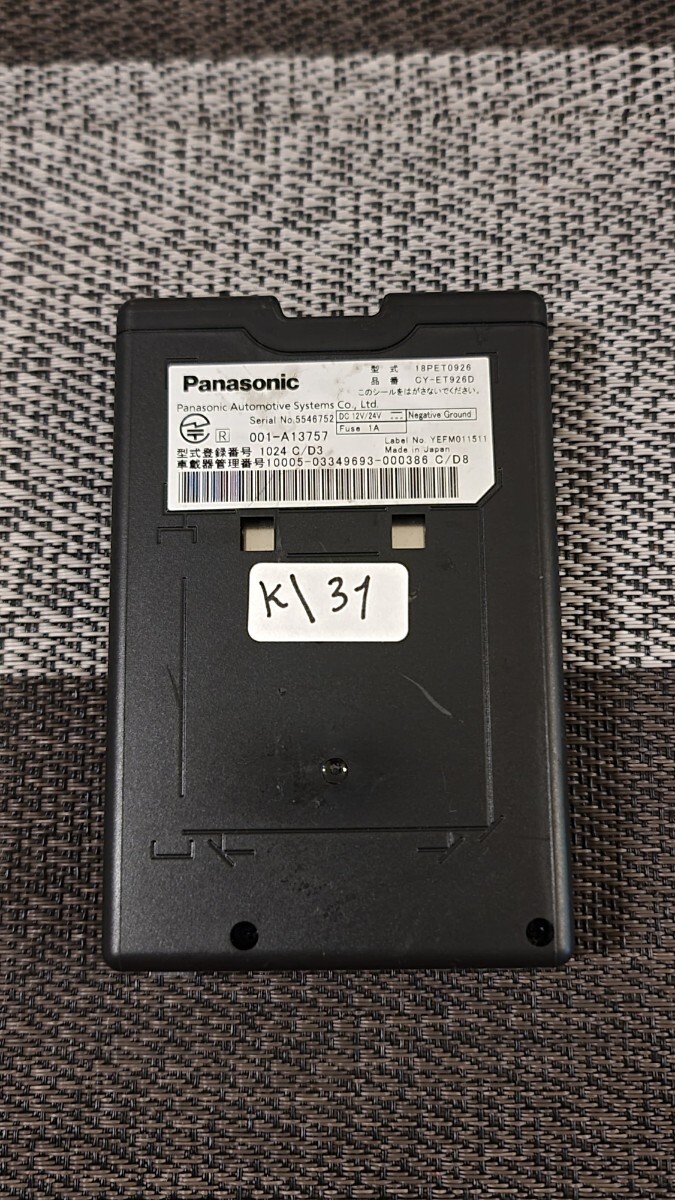 型式 18PET0926
Panasonic 品番 CY-ET926D
このシールをはがさないでください。
Panasonic Automotive Systems Co., Ltd.
Serial No.5546752 DC 12V/24V Negative Ground
Fuse 1A
R 001-A13757 Label No. YEFM011511
型式登録番号 1024 C/D3 Made in Japan
車載器管理番号10005-03349693-000386 C/D8
K\31